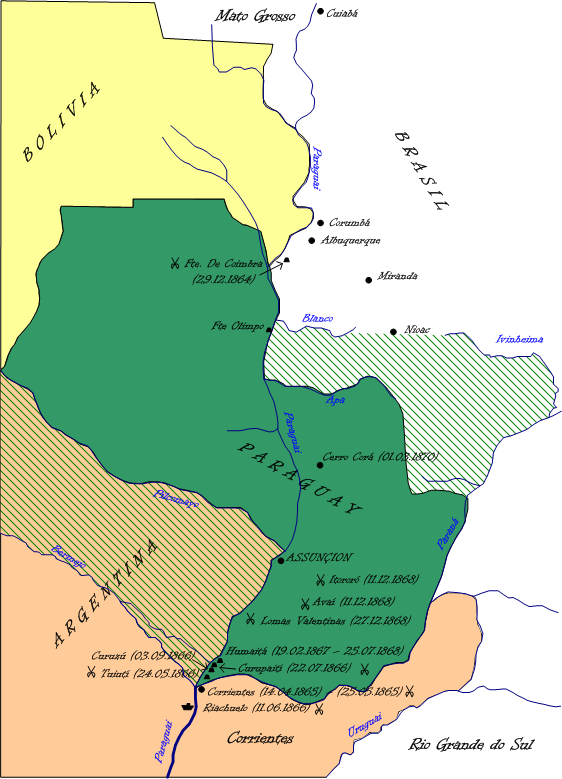 Mato Grosso
Cuiabá
BOLIVIA
BRASIL
Paraguai
Corumbá
Albuquerque
Fte. De Coimbra
(29.12.1864)
Miranda
Blanco
Fte Olimpo
Nioac
Ivinheima
Apa
Paraguai
PARAGUAY
Cerro Corá (01.03.1870)
Pilcomayo
Paraná
Bermejo
ARGENTINA
ASSUNÇION
Itororó (11.12.1868)
Avaí (11.12.1868)
Lomas Valentinas (27.12.1868)
Humaitá (19.02.1867 - 25.07.1868)
Curuzú (03.09.1866)
Curupaiti (22.07.1866)
Tuiuti (24.05.1866)
Corrientes (14.04.1865) - (25.05.1865)
Riachuelo (11.06.1866)
Paraguai
Uruguai
Corrientes
Rio Grande do Sul